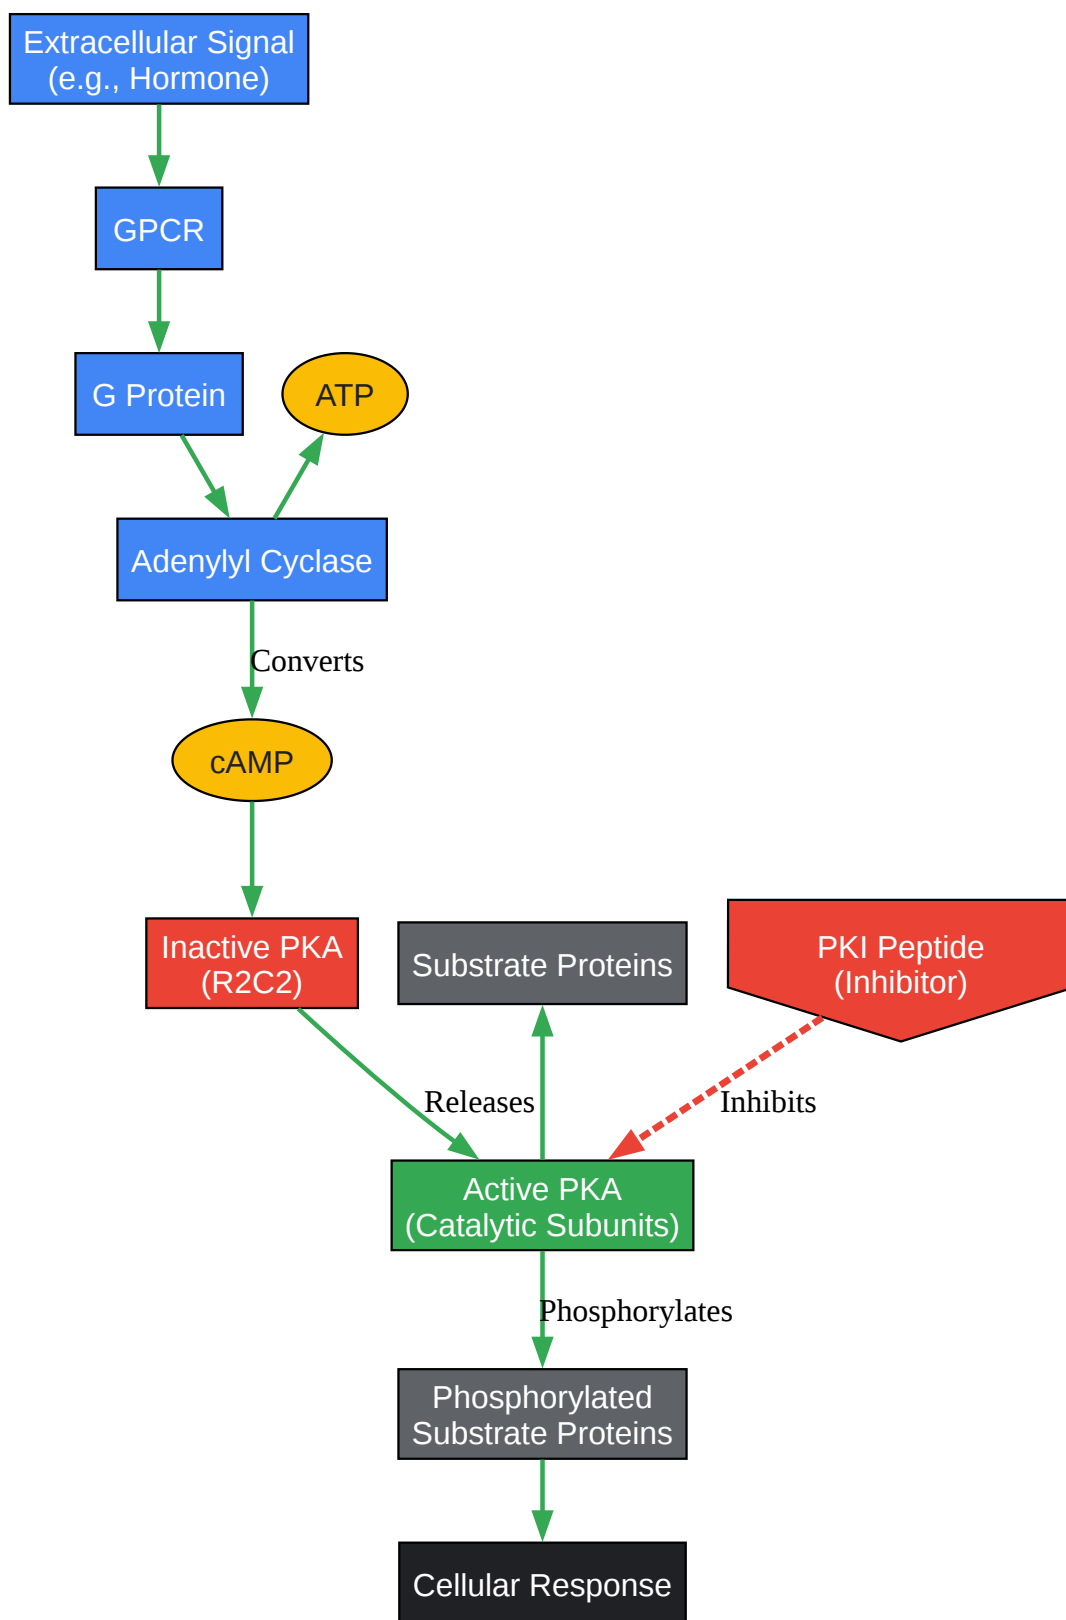 Extracellular Signal
(e.g., Hormone)
GPCR
G Protein
ATP
Adenylyl Cyclase
Converts
cAMP
Inactive PKA
(R2C2)
Substrate Proteins
PKI Peptide
(Inhibitor)
Releases
Inhibits
Active PKA
(Catalytic Subunits)
Phosphorylates
Phosphorylated
Substrate Proteins
Cellular Response